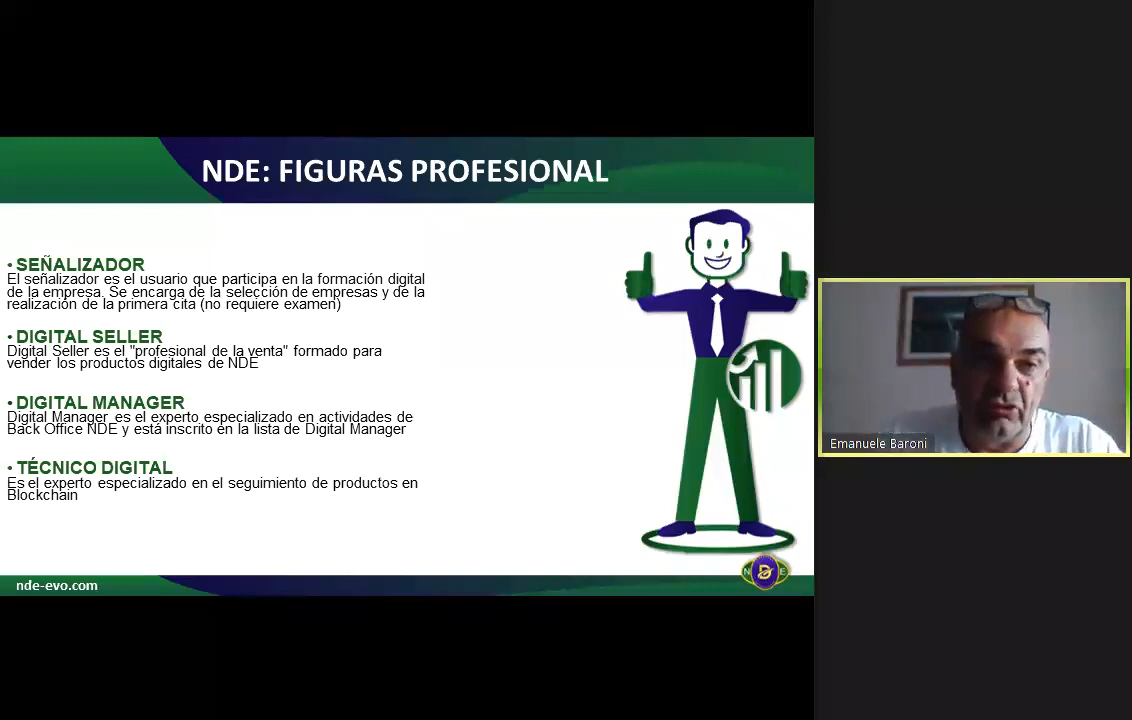 NDE: FIGURAS PROFESIONAL
• SEÑALIZADOR
El señalizador es el usuario que participa en la formación digital
de la empresa. Se encarga de la selección de empresas y de la
realización de la primera cita (no requiere examen)
• DIGITAL SELLER
Digital Seller es el "profesional de la venta" formado para
vender los productos digitales de NDE
• DIGITAL MANAGER
Digital Manager es el experto especializado en actividades de
Back Office NDE y está inscrito en la lista de Digital Manager
• TÉCNICO DIGITAL
Es el experto especializado en el seguimiento de productos en
Blockchain
nde-evo.com
N D E
Emanuele Baroni